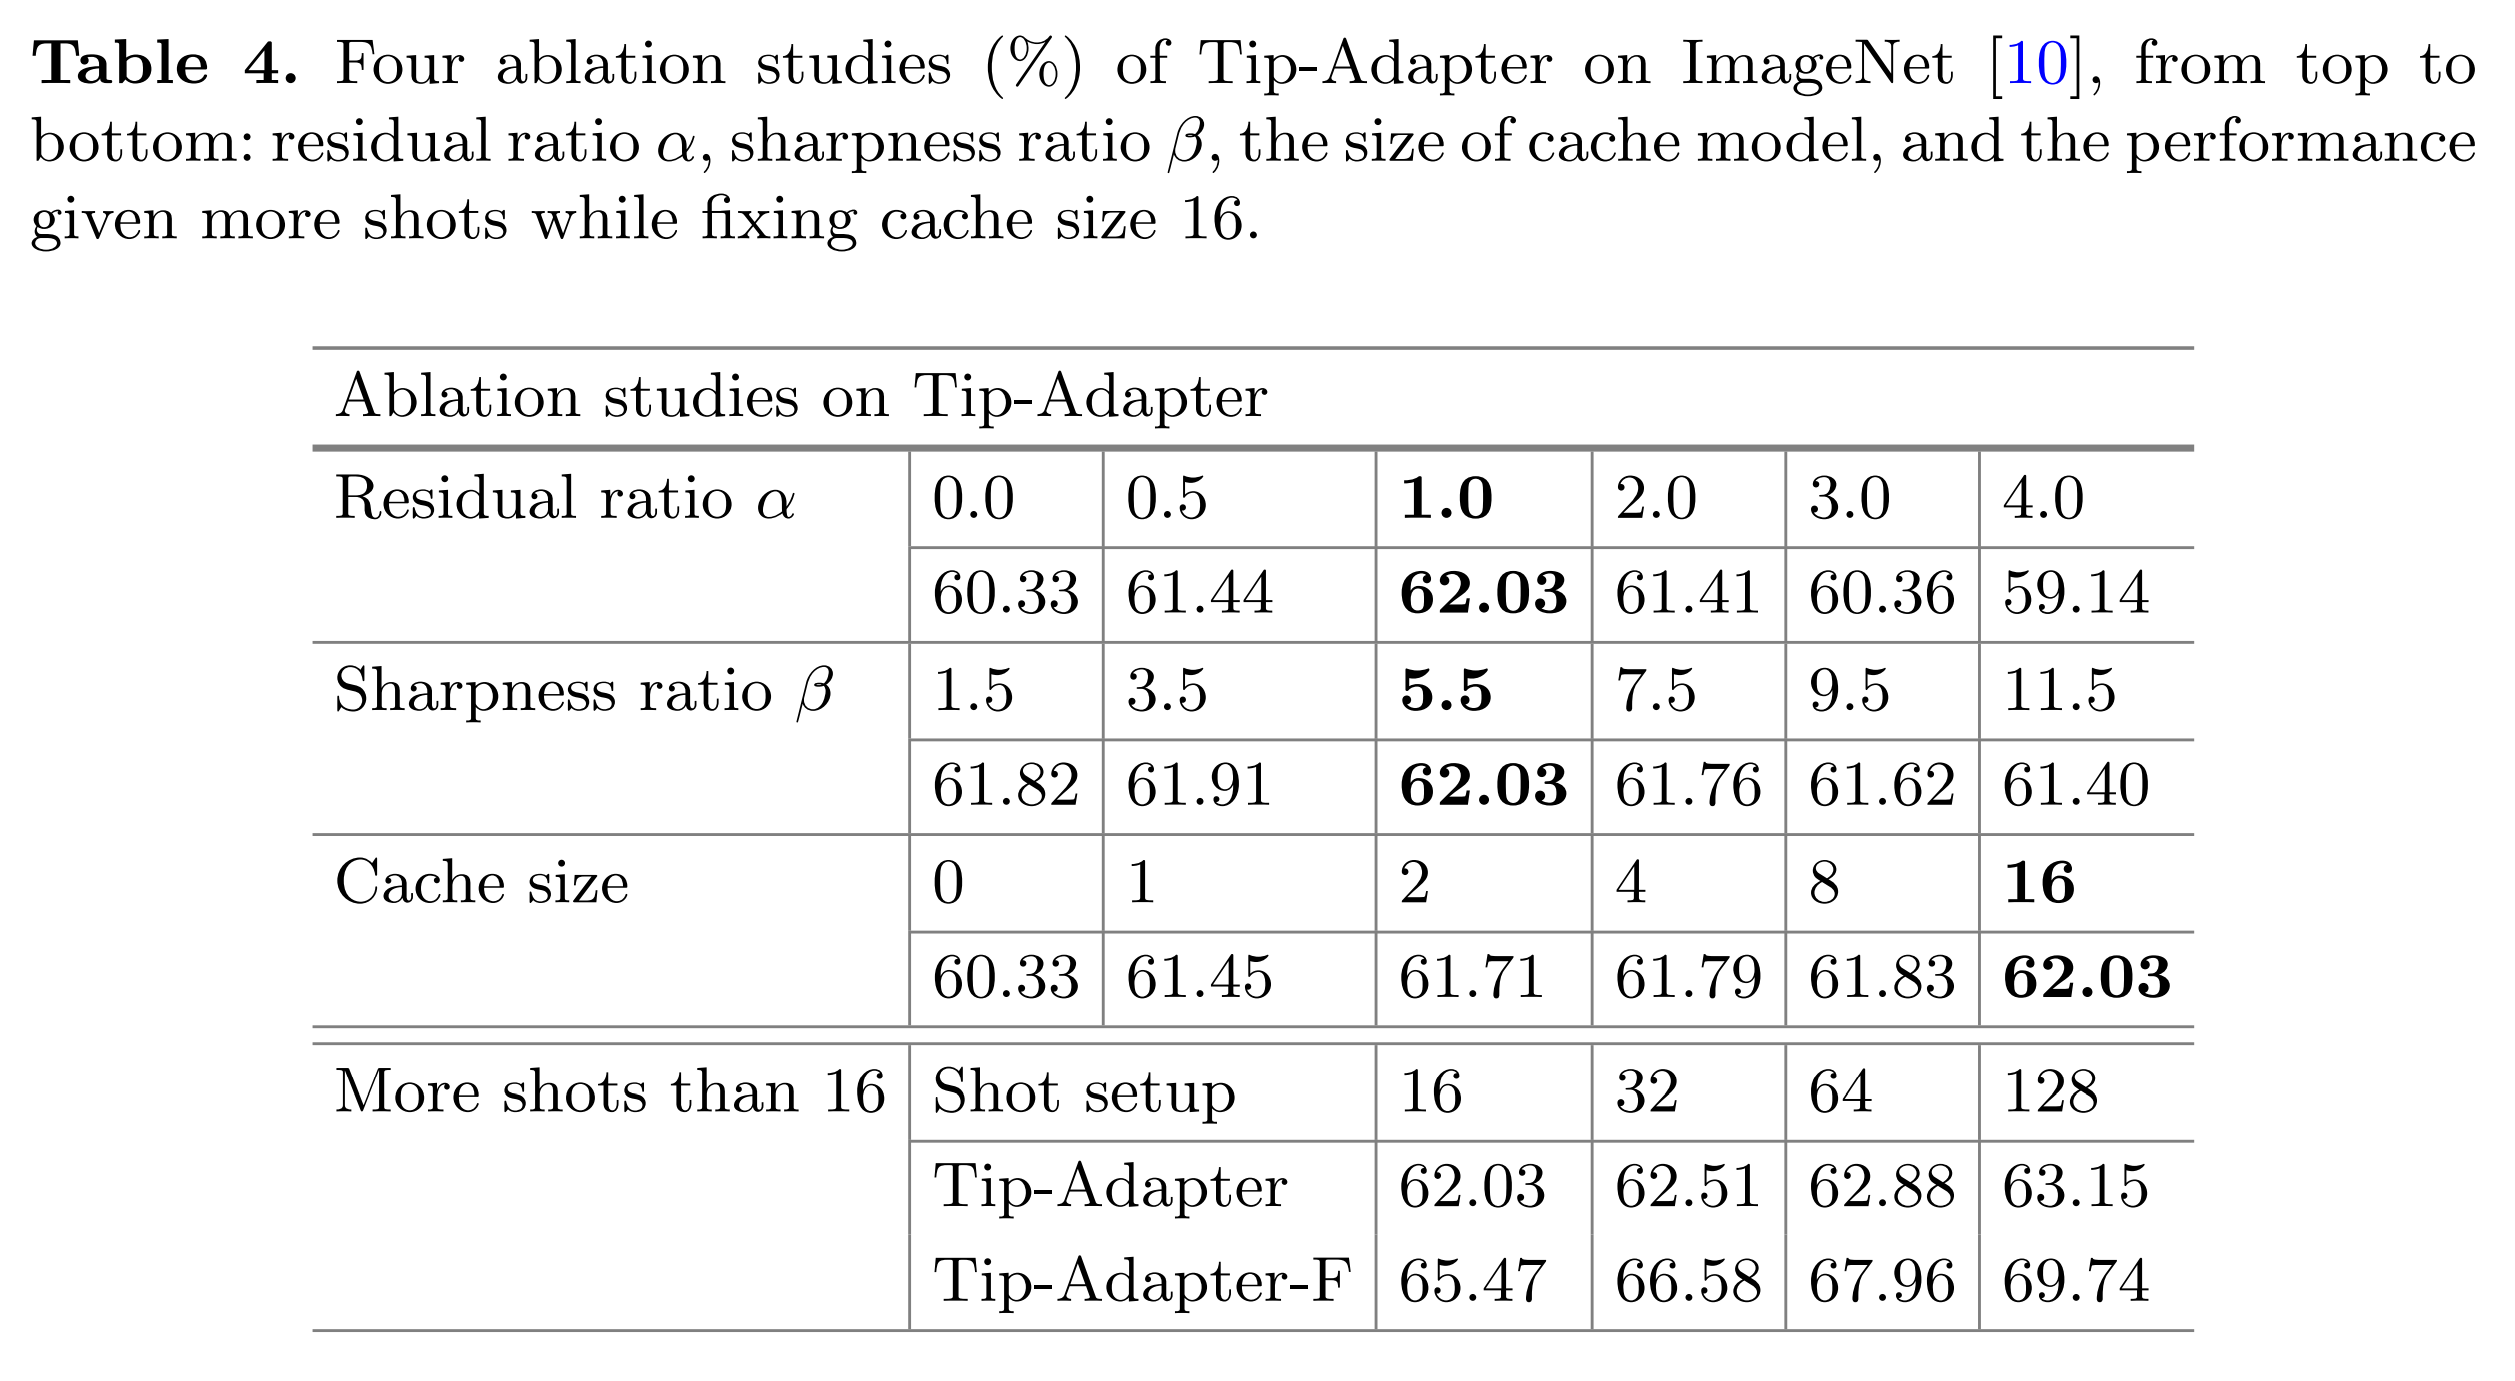 Table 4. Four ablation studies (%) of Tip-Adapter on ImageNet [10], from top to
bottom: residual ratio α, sharpness ratio β, the size of cache model, and the performance
given more shots while fixing cache size 16.
Ablation studies on Tip-Adapter
Residual ratio α 0.0 0.5 1.0 2.0 3.0 4.0
60.33 61.44 62.03 61.41 60.36 59.14
Sharpness ratio β 1.5 3.5 5.5 7.5 9.5 11.5
61.82 61.91 62.03 61.76 61.62 61.40
Cache size 0 1 2 4 8 16
60.33 61.45 61.71 61.79 61.83 62.03
More shots than 16 Shot setup 16 32 64 128
Tip-Adapter 62.03 62.51 62.88 63.15
Tip-Adapter-F 65.47 66.58 67.96 69.74